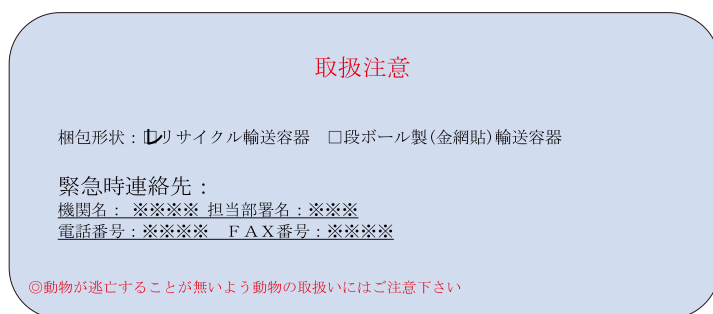 取扱注意
梱包形状：☑リサイクル輸送容器　□段ボール製(金網貼)輸送容器
緊急時連絡先：
機関名： ※※※※ 担当部署名：※※※
電話番号：※※※※　ＦＡＸ番号：※※※※
◎動物が逃亡することが無いよう動物の取扱いにはご注意下さい